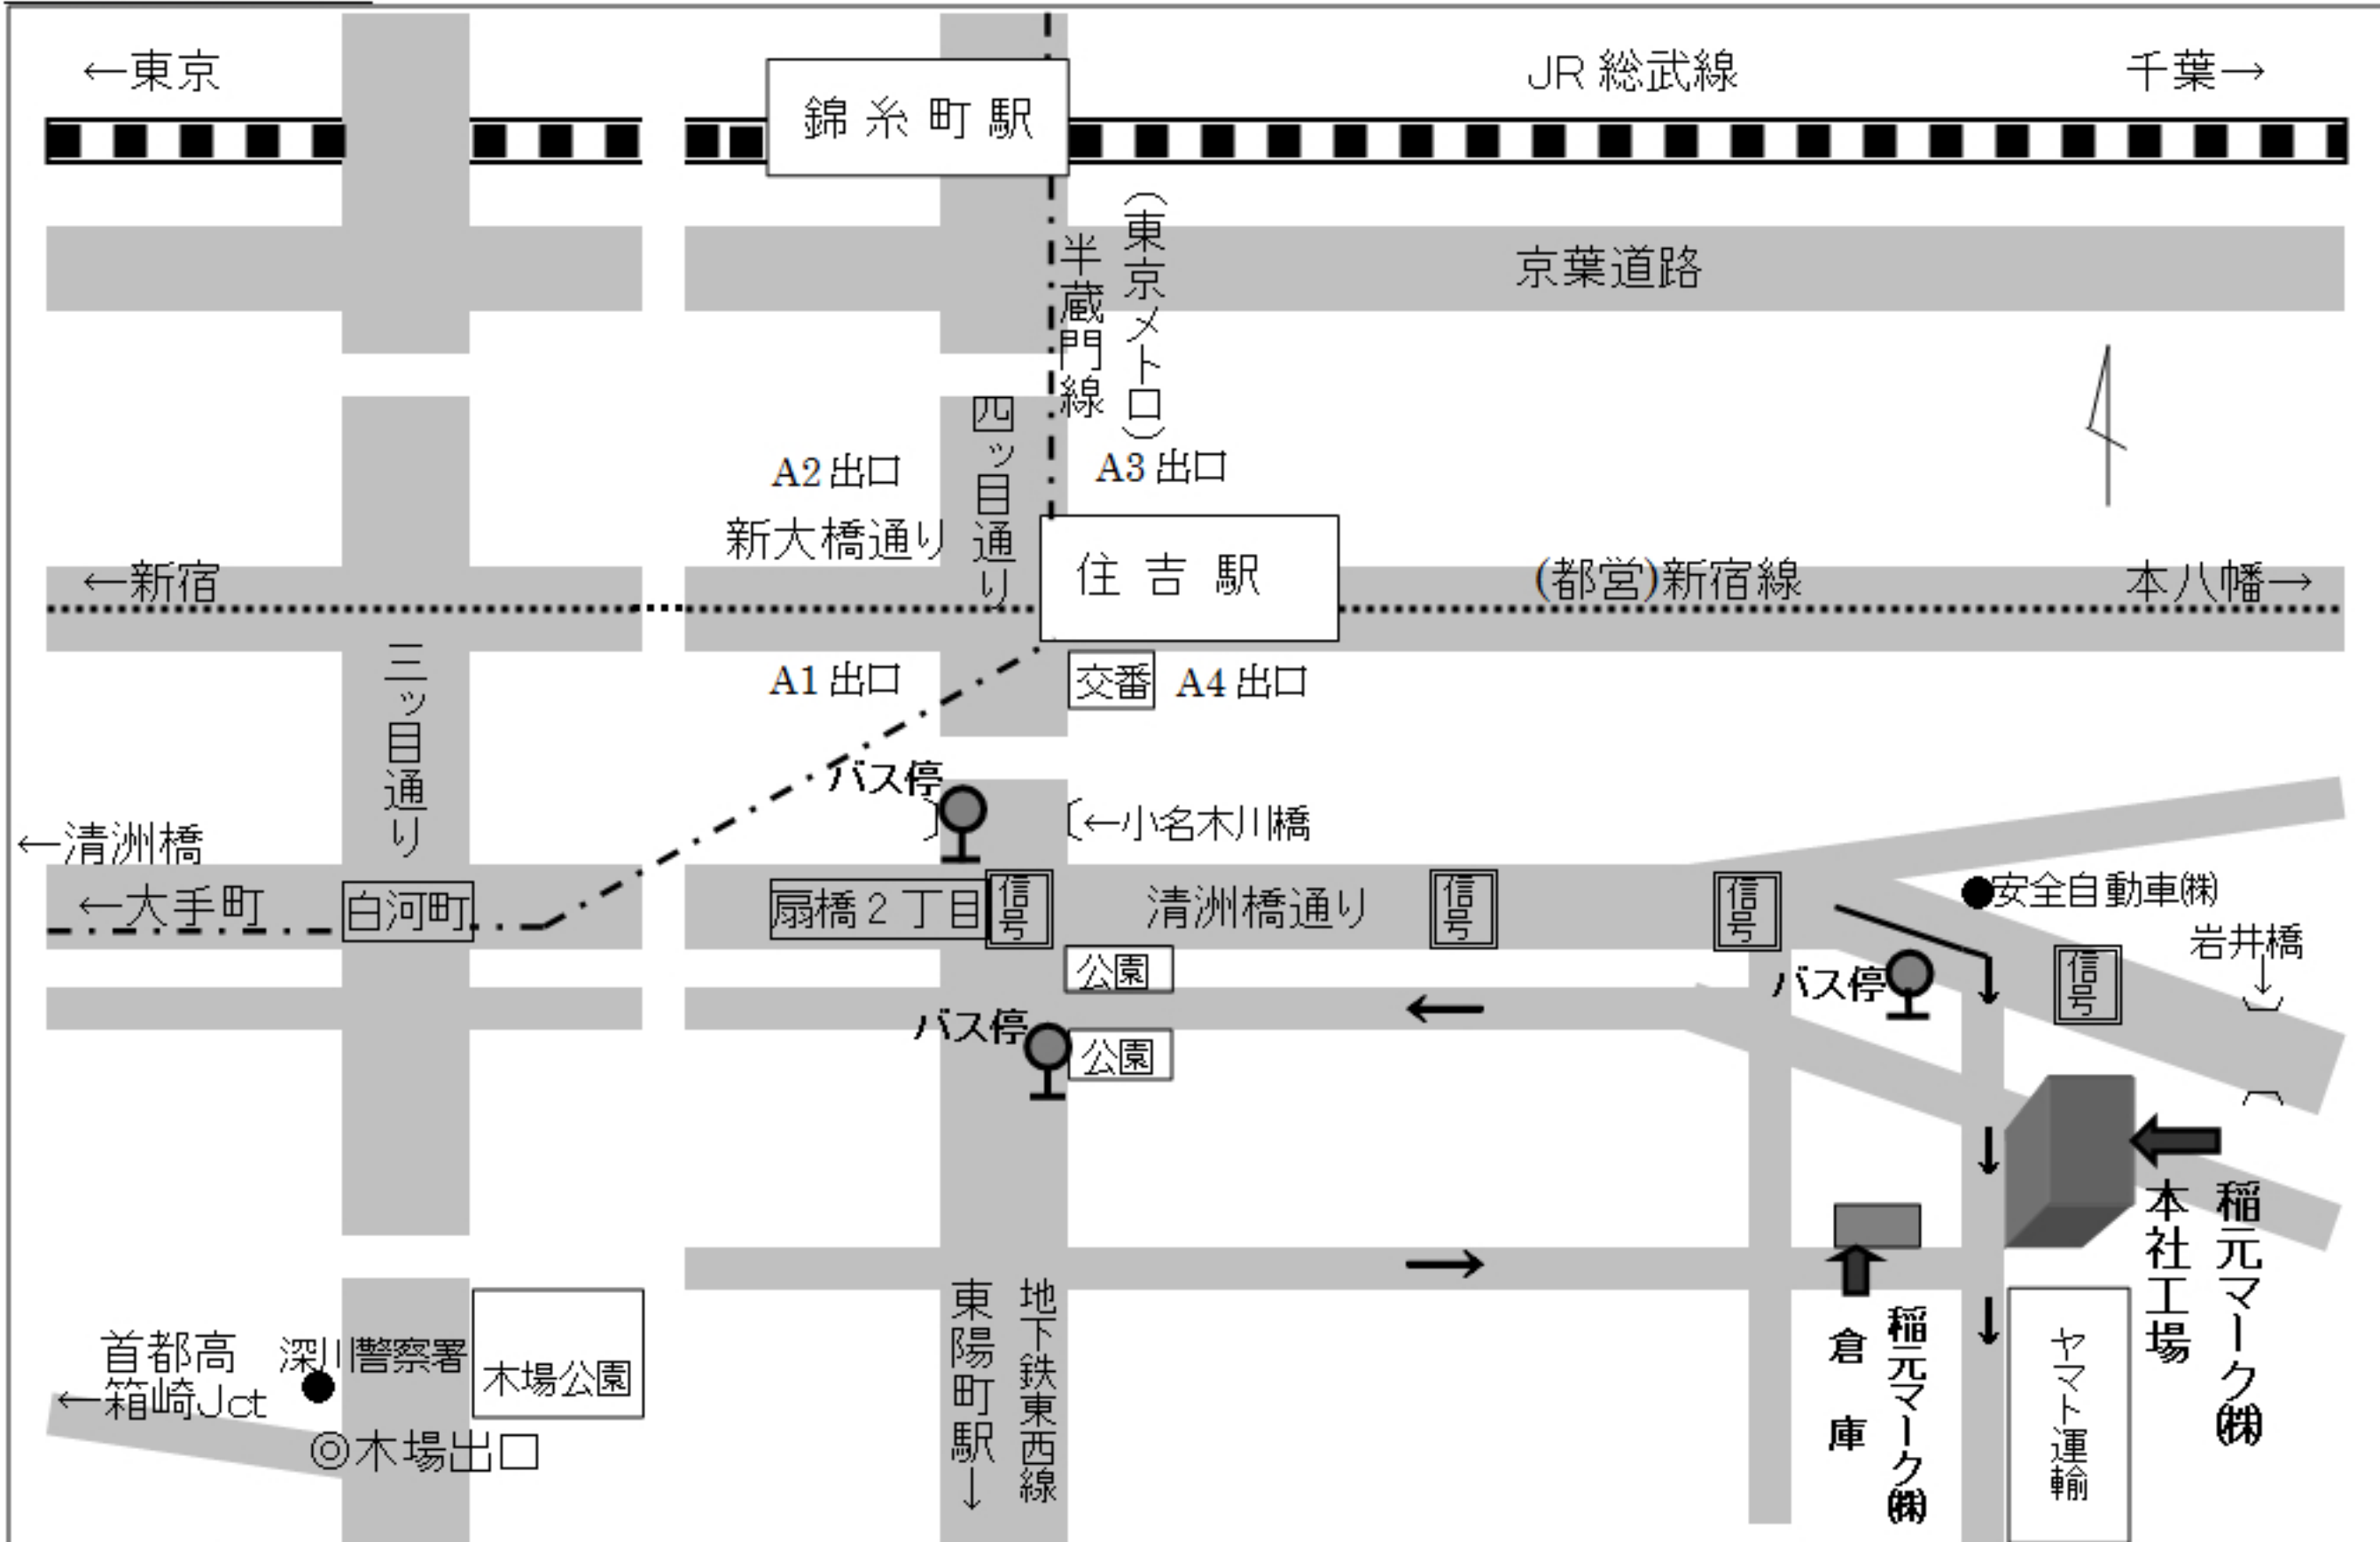 ←東京
錦糸町駅
JR 総武線
千葉→
(東京メトロ)
半蔵門線
京葉道路
四ッ目通り
A2 出口
A3 出口
新大橋通り
←新宿
住吉駅
(都営)新宿線
本八幡→
三ッ目通り
A1 出口
交番
A4 出口
バス停
←小名木川橋
←清洲橋
←大手町
白河町
扇橋2丁目
信号
清洲橋通り
信号
信号
安全自動車㈱
岩井橋
↓
公園
バス停
信号
バス停
公園
稲元マーク㈱
本社工場
稲元マーク㈱
倉庫
ヤマト運輸
地下鉄東西線
東陽町駅→
首都高
←箱崎Jct
深川警察署
木場公園
◎木場出口